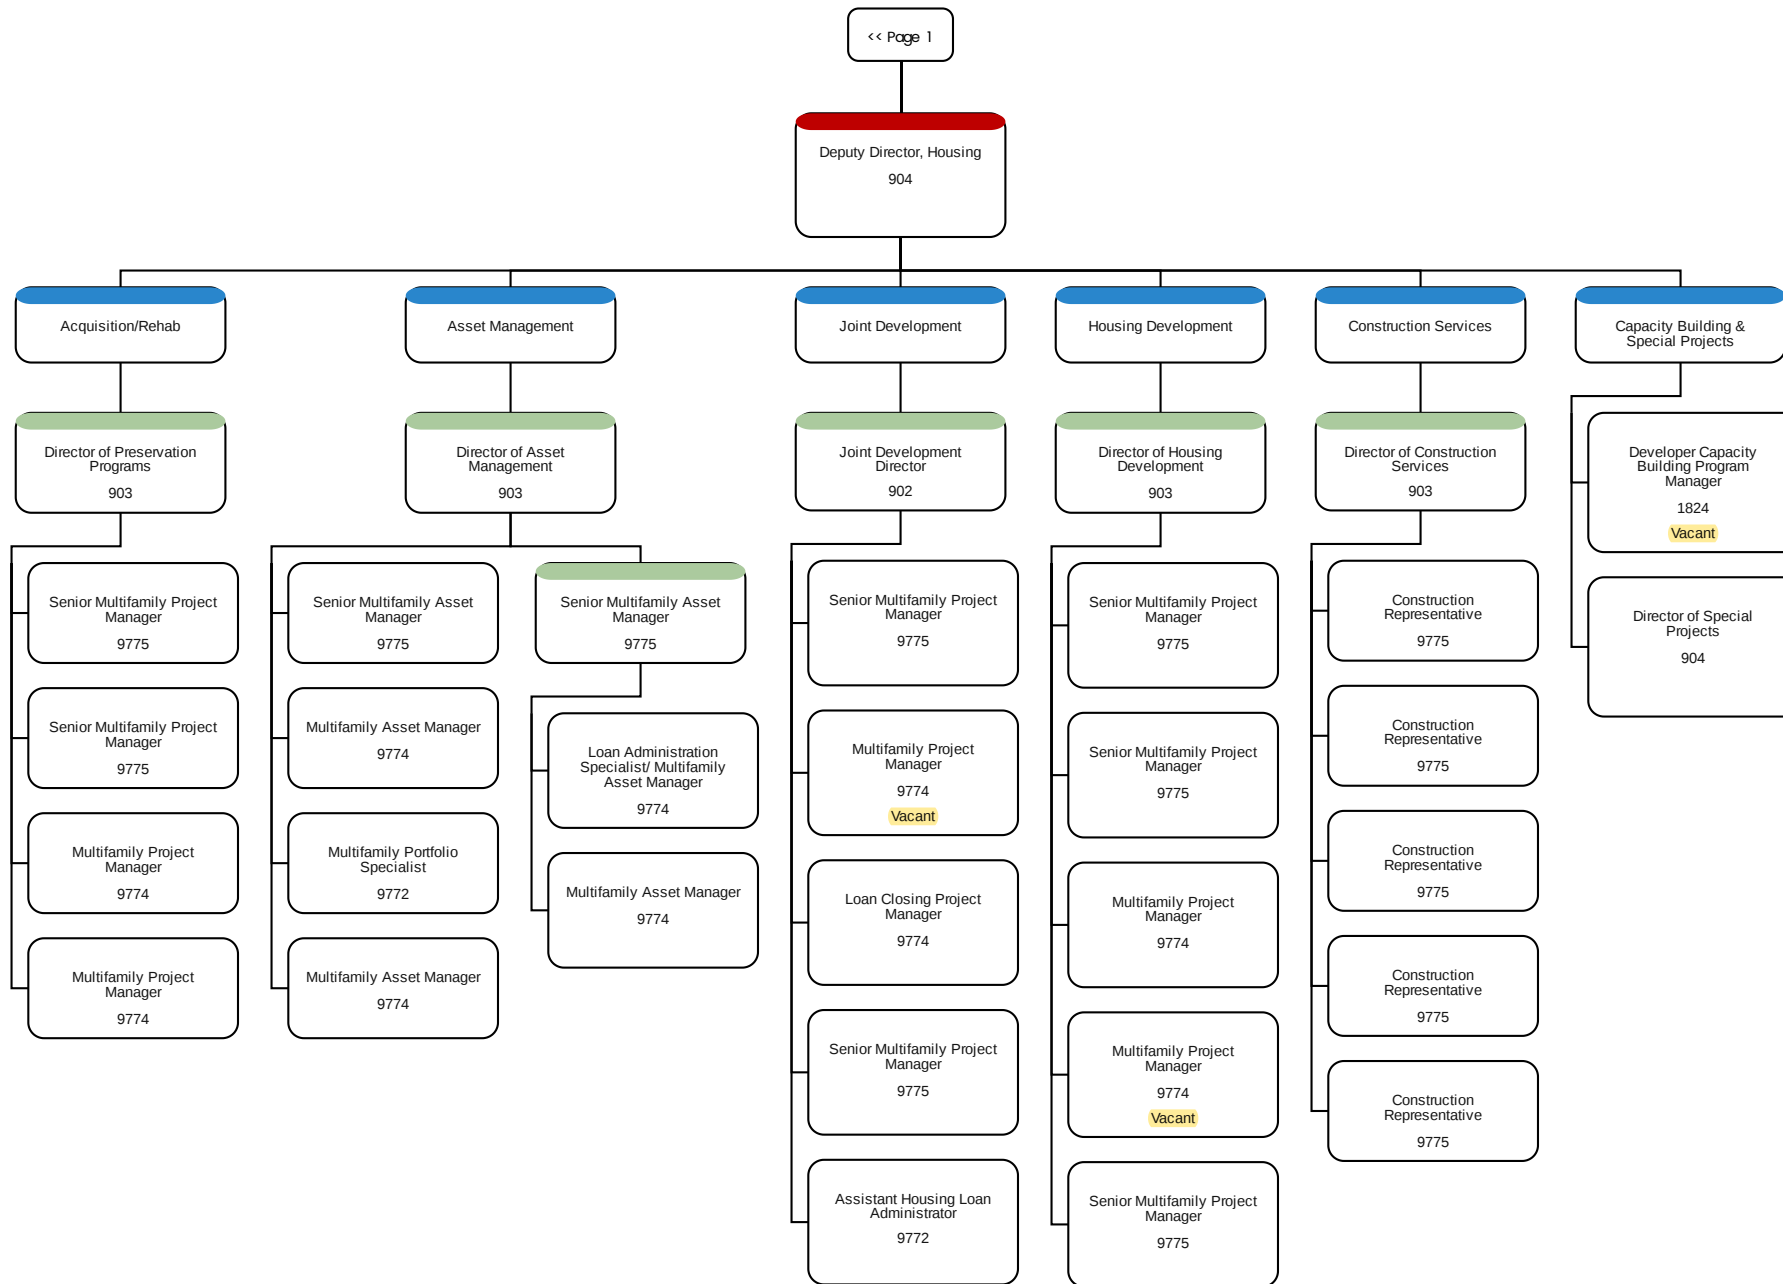 << Page 1
Deputy Director, Housing
904
Acquisition/Rehab
Director of Preservation
Programs
903
Senior Multifamily Project
Manager
9775
Senior Multifamily Project
Manager
9775
Multifamily Project
Manager
9774
Multifamily Project
Manager
9774
Asset Management
Director of Asset
Management
903
Senior Multifamily Asset
Manager
9775
Multifamily Asset Manager
9774
Multifamily Portfolio
Specialist
9772
Multifamily Asset Manager
9774
Senior Multifamily Asset
Manager
9775
Loan Administration
Specialist/ Multifamily
Asset Manager
9774
Multifamily Asset Manager
9774
Joint Development
Joint Development
Director
902
Senior Multifamily Project
Manager
9775
Multifamily Project
Manager
9774
Vacant
Loan Closing Project
Manager
9774
Senior Multifamily Project
Manager
9775
Assistant Housing Loan
Administrator
9772
Housing Development
Director of Housing
Development
903
Senior Multifamily Project
Manager
9775
Senior Multifamily Project
Manager
9775
Multifamily Project
Manager
9774
Multifamily Project
Manager
9774
Vacant
Senior Multifamily Project
Manager
9775
Construction Services
Director of Construction
Services
903
Construction
Representative
9775
Construction
Representative
9775
Construction
Representative
9775
Construction
Representative
9775
Construction
Representative
9775
Capacity Building &
Special Projects
Developer Capacity
Building Program
Manager
1824
Vacant
Director of Special
Projects
904